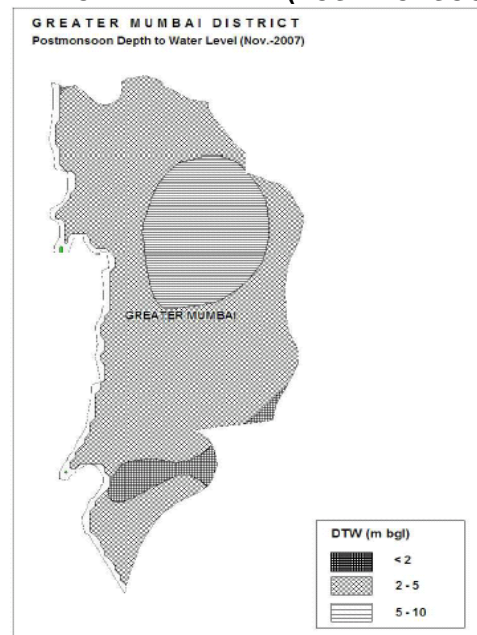 GREATER MUMBAI DISTRICT
Postmonsoon Depth to Water Level (Nov.-2007)
GREATER MUMBAI
DTW (m bgl)
< 2
2 - 5
5 - 10